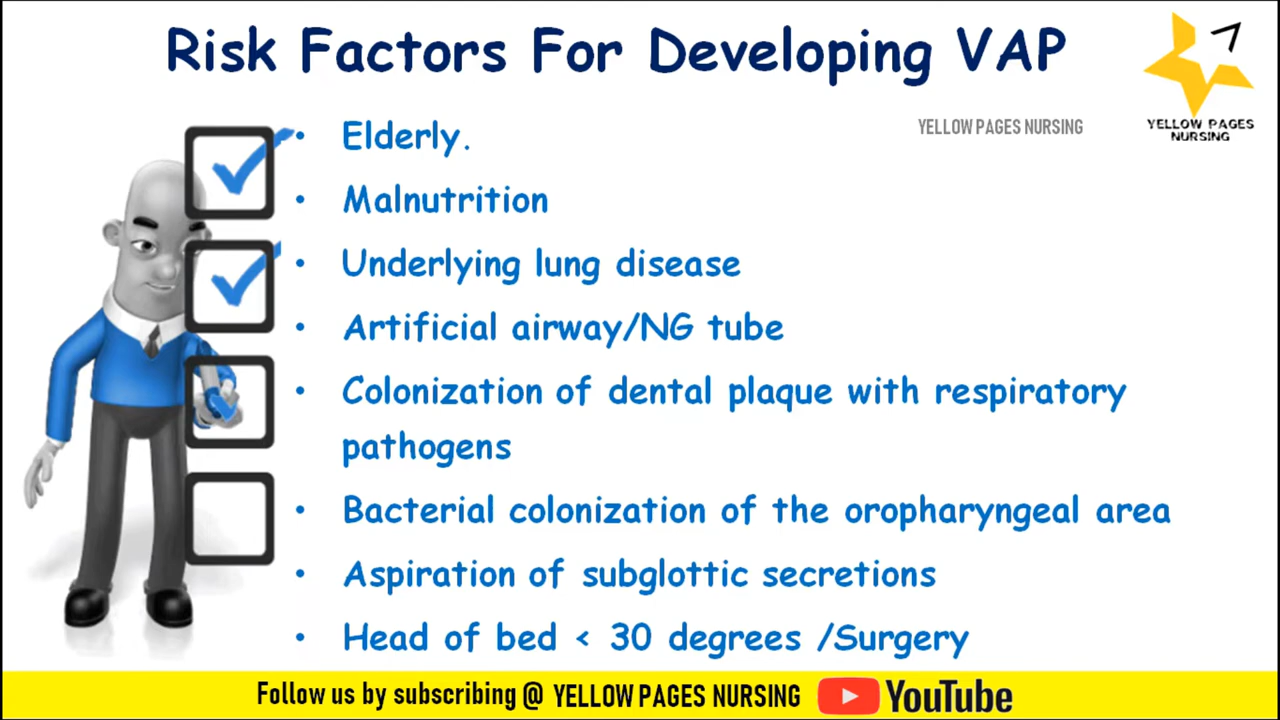 Risk Factors For Developing VAP
YELLOW PAGES NURSING
YELLOW PAGES
NURSING
• Elderly.
• Malnutrition
• Underlying lung disease
• Artificial airway/NG tube
• Colonization of dental plaque with respiratory
pathogens
• Bacterial colonization of the oropharyngeal area
• Aspiration of subglottic secretions
• Head of bed < 30 degrees /Surgery
Follow us by subscribing @ YELLOW PAGES NURSING YouTube